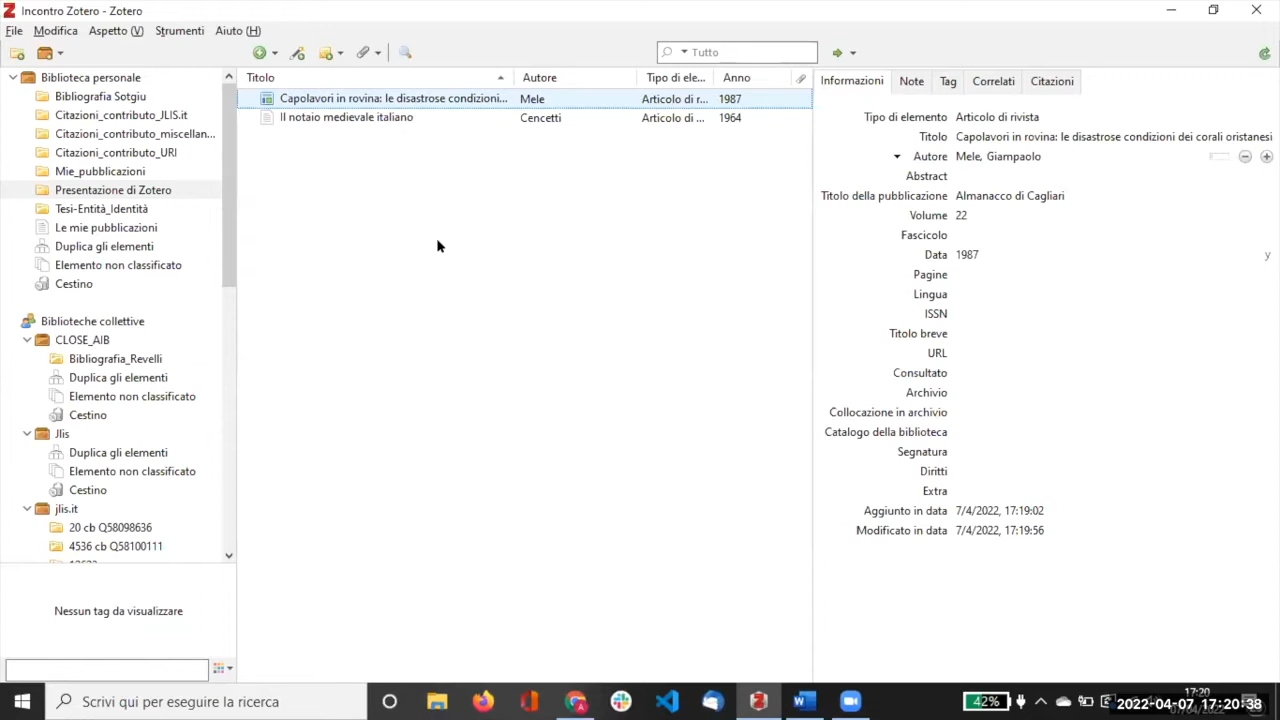 Incontro Zotero - Zotero
File Modifica Aspetto (V) Strumenti Aiuto (H)
Tutto
Biblioteca personale
Bibliografia Sotgiu
Citazioni_contributo_JLIS.it
Citazioni_contributo_miscellan...
Citazioni_contributo_URI
Mie_pubblicazioni
Presentazione di Zotero
Tesi-Entità_Identità
Le mie pubblicazioni
Duplica gli elementi
Elemento non classificato
Cestino
Biblioteche collettive
CLOSE_AIB
Bibliografia_Revelli
Duplica gli elementi
Elemento non classificato
Cestino
Jlis
Duplica gli elementi
Elemento non classificato
Cestino
jlis.it
20 cb Q58098636
4536 cb Q58100111
Nessun tag da visualizzare
Titolo Autore Tipo di ele... Anno
Capolavori in rovina: le disastrose condizioni... Mele Articolo di r... 1987
Il notaio medievale italiano Cencetti Articolo di ... 1964
Informazioni Note Tag Correlati Citazioni
Tipo di elemento Articolo di rivista
Titolo Capolavori in rovina: le disastrose condizioni dei corali oristanesi
Autore Mele, Giampaolo
Abstract
Titolo della pubblicazione Almanacco di Cagliari
Volume 22
Fascicolo
Data 1987 y
Pagine
Lingua
ISSN
Titolo breve
URL
Consultato
Archivio
Collocazione in archivio
Catalogo della biblioteca
Segnatura
Diritti
Extra
Aggiunto in data 7/4/2022, 17:19:02
Modificato in data 7/4/2022, 17:19:56
Scrivi qui per eseguire la ricerca
42%
17:20
2022-04-07, 17:20:38